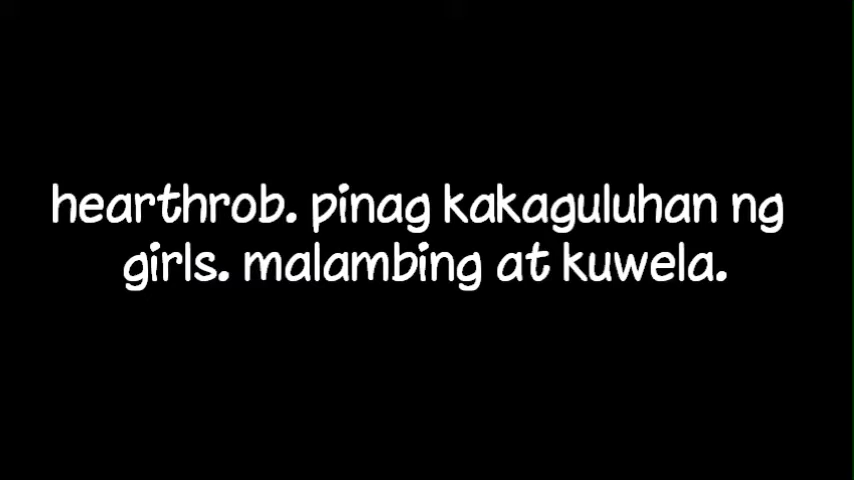 hearthrob. pinag kakaguluhan ng
girls. malambing at kuwela.